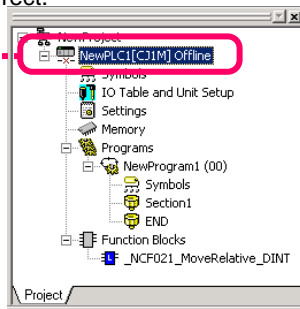 rect.
NewProject
NewPLC1[CJ1M] Offline
Symbols
IO Table and Unit Setup
Settings
Memory
Programs
NewProgram1 (00)
Symbols
Section1
END
Function Blocks
_NCF021_MoveRelative_DINT
Project